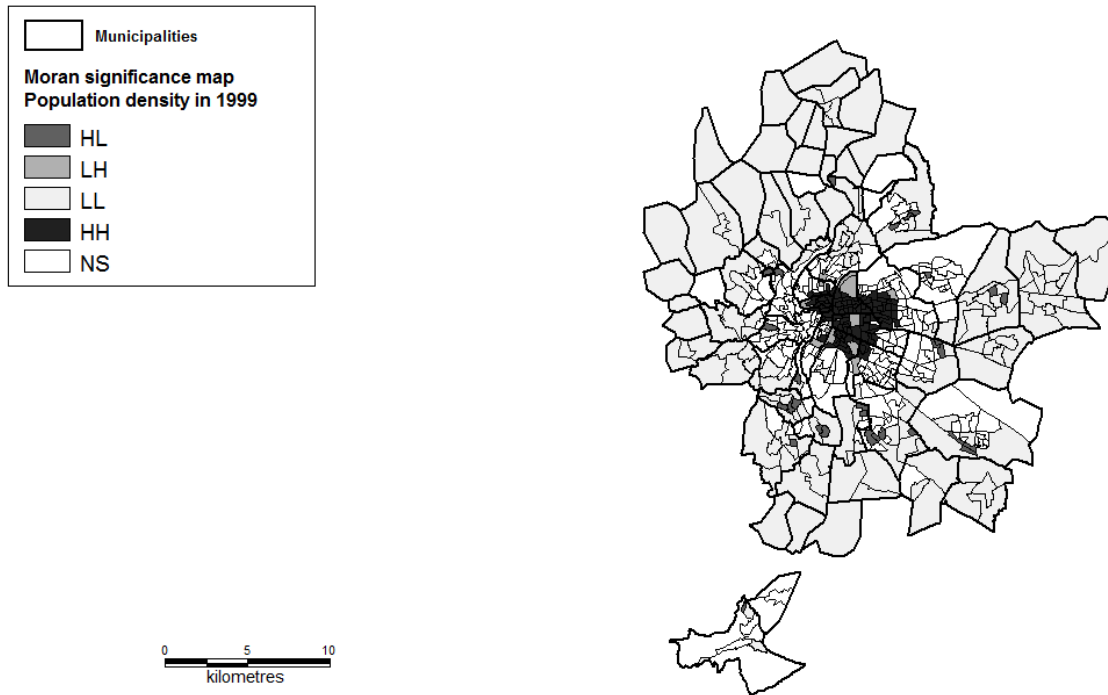 Municipalities
Moran significance map
Population density in 1999
HL
LH
LL
HH
NS
0 5 10
kilometres